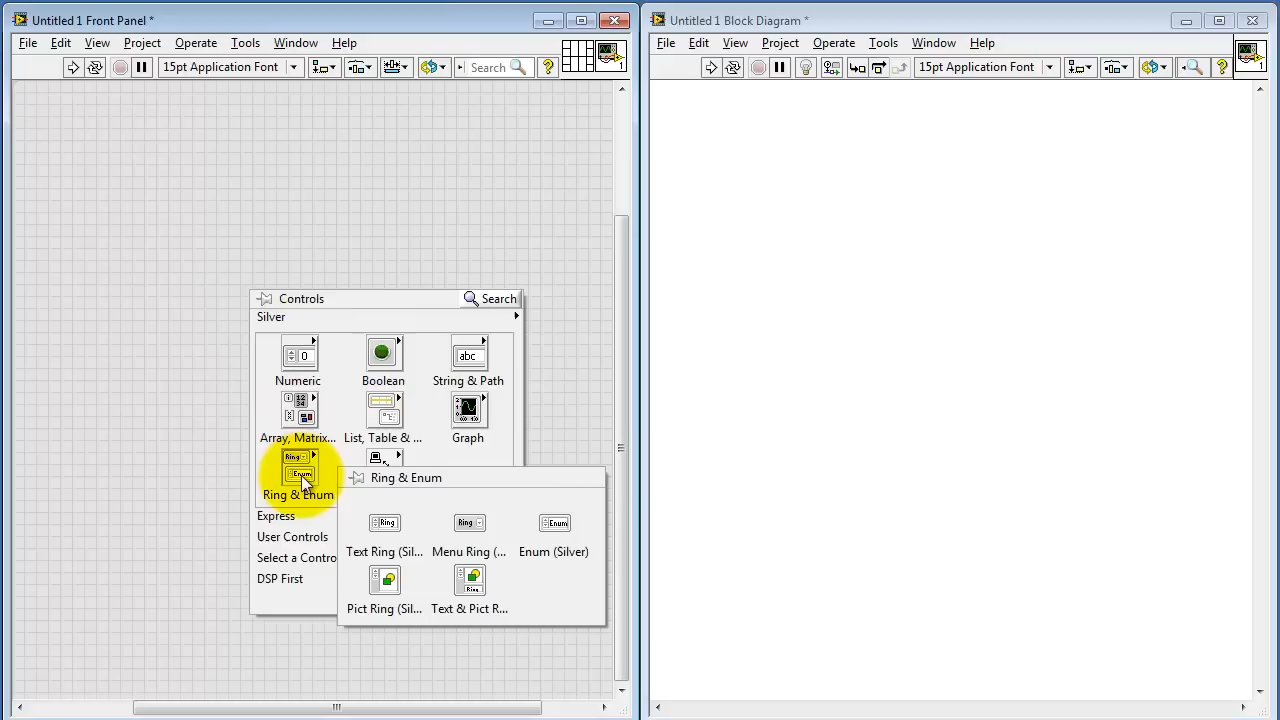 Untitled 1 Front Panel *
File Edit View Project Operate Tools Window Help
15pt Application Font
Search
1
Controls
Search
Silver
0
abc
Numeric
Boolean
String & Path
Array, Matrix...
List, Table & ...
Graph
Ring
Enum
Ring & Enum
Express
User Controls
Select a Contro
DSP First
Ring & Enum
Ring
Ring
Enum
Text Ring (Sil...
Menu Ring (...
Enum (Silver)
Ring
Pict Ring (Sil...
Text & Pict R...
Untitled 1 Block Diagram *
File Edit View Project Operate Tools Window Help
15pt Application Font
1